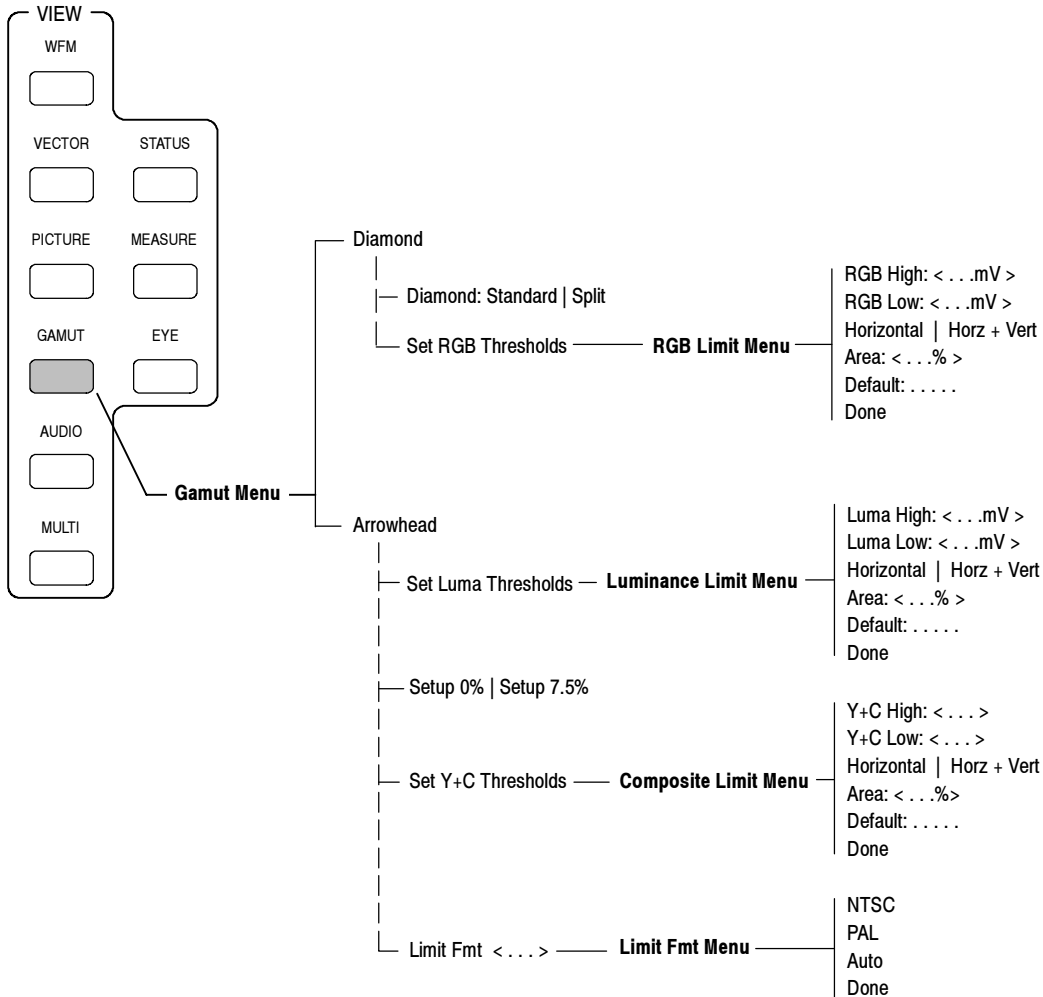 VIEW
WFM
VECTOR
STATUS
PICTURE
MEASURE
GAMUT
EYE
AUDIO
MULTI
Gamut Menu
Diamond
Diamond: Standard | Split
Set RGB Thresholds
RGB Limit Menu
RGB High: < . . .mV >
RGB Low: < . . .mV >
Horizontal | Horz + Vert
Area: < . . .% >
Default: . . . . .
Done
Arrowhead
Set Luma Thresholds
Luminance Limit Menu
Luma High: < . . .mV >
Luma Low: < . . .mV >
Horizontal | Horz + Vert
Area: < . . .% >
Default: . . . . .
Done
Setup 0% | Setup 7.5%
Set Y+C Thresholds
Composite Limit Menu
Y+C High: < . . . >
Y+C Low: < . . . >
Horizontal | Horz + Vert
Area: < . . .%>
Default: . . . . .
Done
Limit Fmt < . . . >
Limit Fmt Menu
NTSC
PAL
Auto
Done